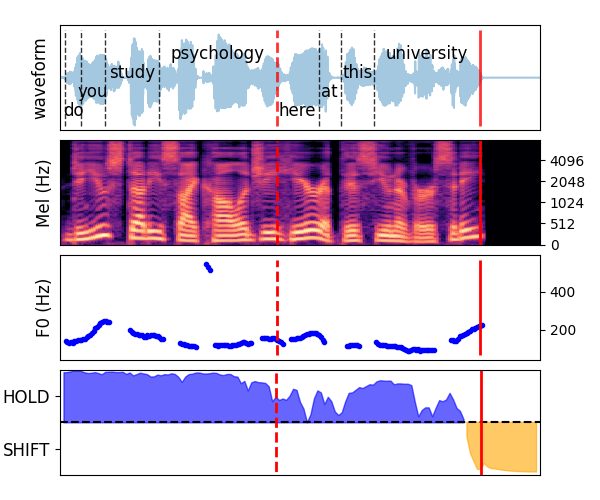 waveform
do
you
study
psychology
here
at
this
university
Mel (Hz)
4096
2048
1024
512
0
F0 (Hz)
400
200
HOLD
SHIFT